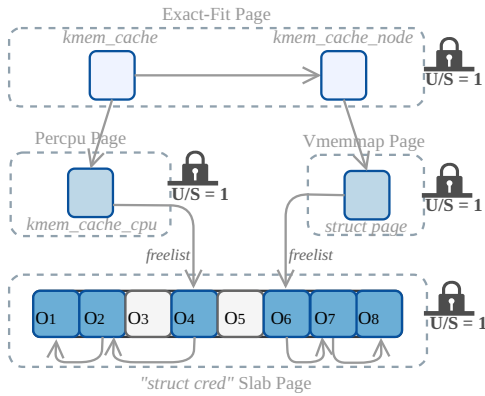 Exact-Fit Page
kmem_cache
kmem_cache_node
U/S = 1
Percpu Page
Vmemmap Page
U/S = 1
U/S = 1
kmem_cache_cpu
struct page
freelist
freelist
O1 O2 O3 O4 O5 O6 O7 O8
U/S = 1
"struct cred" Slab Page